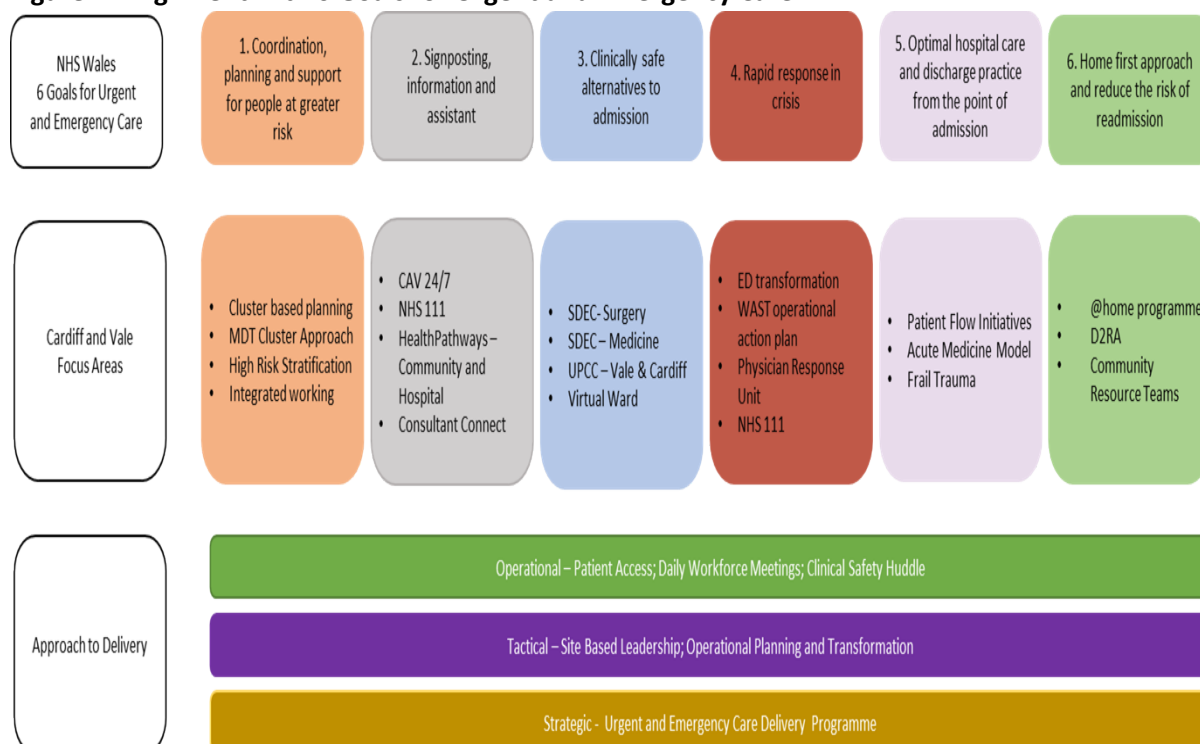 NHS Wales
6 Goals for Urgent
and Emergency Care
1. Coordination,
planning and support
for people at greater
risk
2. Signposting,
information and
assistant
3. Clinically safe
alternatives to
admission
4. Rapid response in
crisis
5. Optimal hospital care
and discharge practice
from the point of
admission
6. Home first approach
and reduce the risk of
readmission
Cardiff and Vale
Focus Areas
• Cluster based planning
• MDT Cluster Approach
• High Risk Stratification
• Integrated working
• CAV 24/7
• NHS 111
• HealthPathways –
Community and
Hospital
• Consultant Connect
• SDEC- Surgery
• SDEC – Medicine
• UPCC – Vale & Cardiff
• Virtual Ward
• ED transformation
• WAST operational
action plan
• Physician Response
Unit
• NHS 111
• Patient Flow Initiatives
• Acute Medicine Model
• Frail Trauma
• @home programme
• D2RA
• Community
Resource Teams
Approach to Delivery
Operational – Patient Access; Daily Workforce Meetings; Clinical Safety Huddle
Tactical – Site Based Leadership; Operational Planning and Transformation
Strategic - Urgent and Emergency Care Delivery Programme